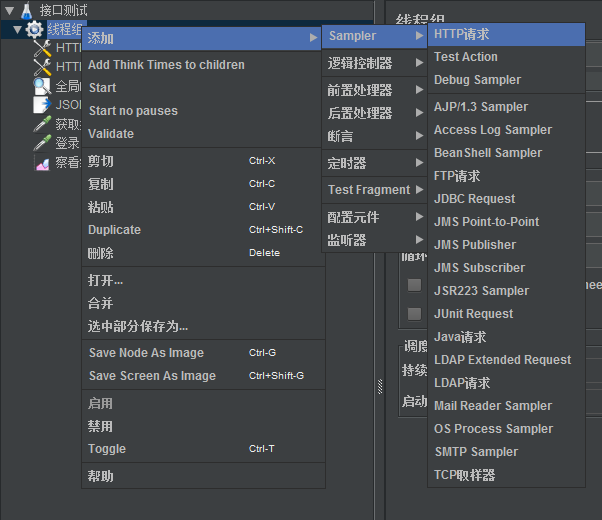 接口测试
线程组
HTT
HTT
全局
JSON
获取
登录
察看
添加
Add Think Times to children
Start
Start no pauses
Validate
剪切 Ctrl-X
复制 Ctrl-C
粘贴 Ctrl-V
Duplicate Ctrl+Shift-C
删除 Delete
打开...
合并
选中部分保存为...
Save Node As Image Ctrl-G
Save Screen As Image Ctrl+Shift-G
启用
禁用
Toggle Ctrl-T
帮助
Sampler
逻辑控制器
前置处理器
后置处理器
断言
定时器
Test Fragment
配置元件
监听器
HTTP请求
Test Action
Debug Sampler
AJP/1.3 Sampler
Access Log Sampler
BeanShell Sampler
FTP请求
JDBC Request
JMS Point-to-Point
JMS Publisher
JMS Subscriber
JSR223 Sampler
JUnit Request
Java请求
LDAP Extended Request
LDAP请求
Mail Reader Sampler
OS Process Sampler
SMTP Sampler
TCP取样器
线程组
循环
调度
持续
启动